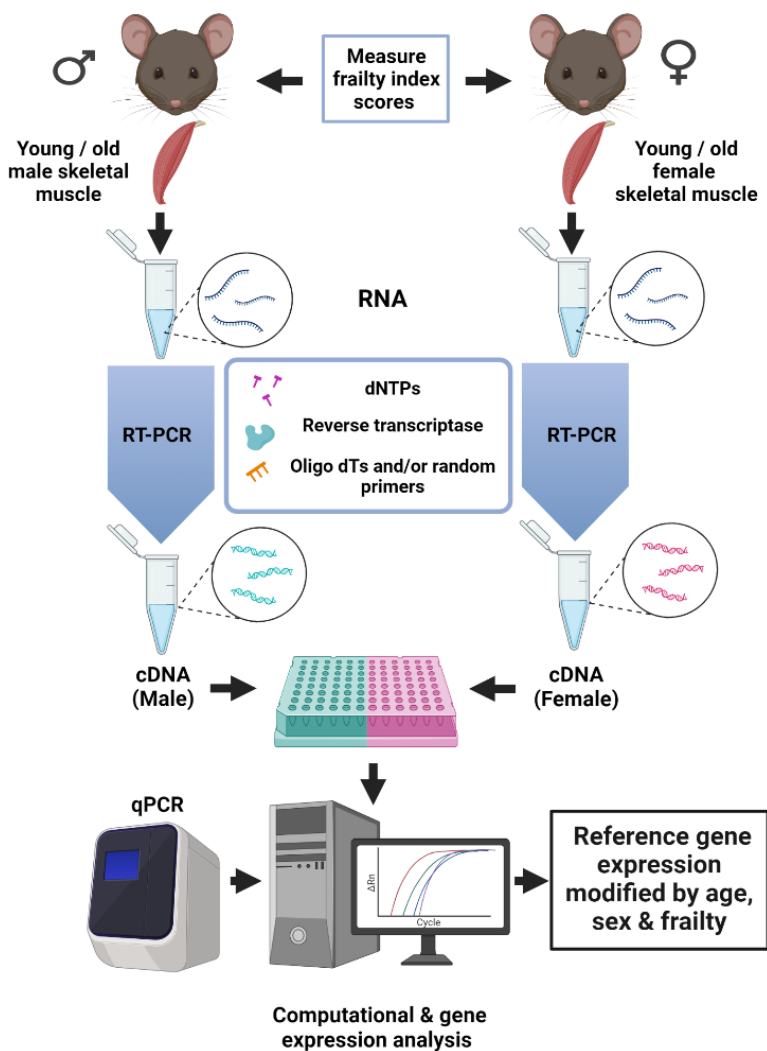 Measure
frailty index
scores
♂
♀
Young / old
male skeletal
muscle
Young / old
female
skeletal muscle
RNA
RT-PCR
dNTPs
Reverse transcriptase
Oligo dTs and/or random
primers
RT-PCR
cDNA
(Male)
cDNA
(Female)
qPCR
ΔRn
Cycle
Reference gene
expression
modified by age,
sex & frailty
Computational & gene
expression analysis